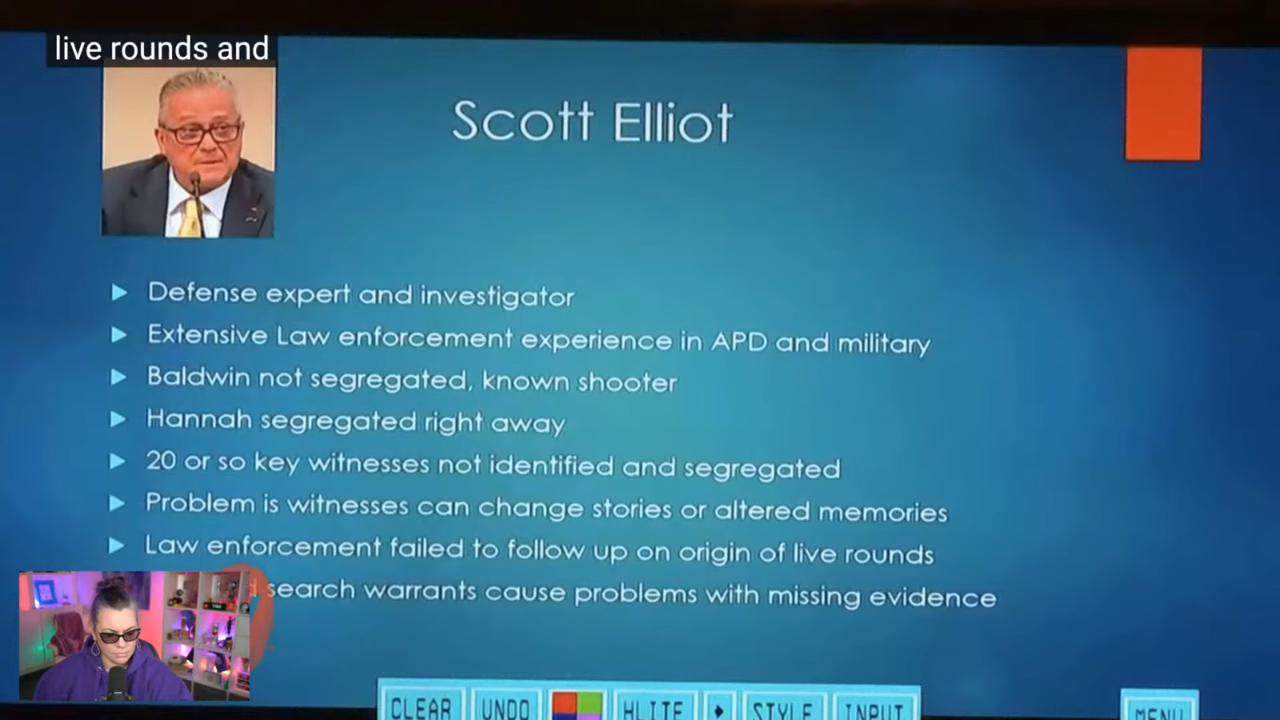 live rounds and
Scott Elliot
Defense expert and investigator
Extensive Law enforcement experience in APD and military
Baldwin not segregated, known shooter
Hannah segregated right away
20 or so key witnesses not identified and segregated
Problem is witnesses can change stories or altered memories
Law enforcement failed to follow up on origin of live rounds
search warrants cause problems with missing evidence
CLEAR UNDO HLITE STYLE INPUT MENU